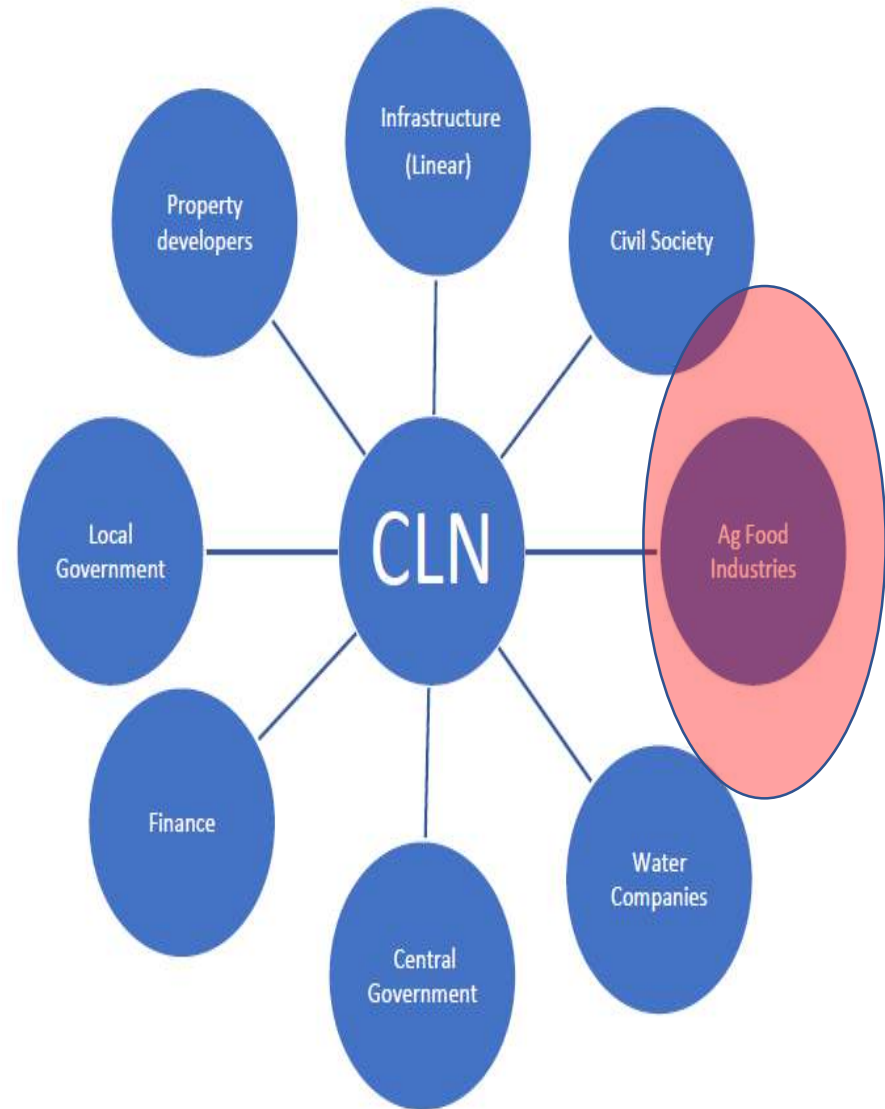 Infrastructure
(Linear)
Property
developers
Civil Society
Local
Government
CLN
Ag Food
Industries
Finance
Water
Companies
Central
Government